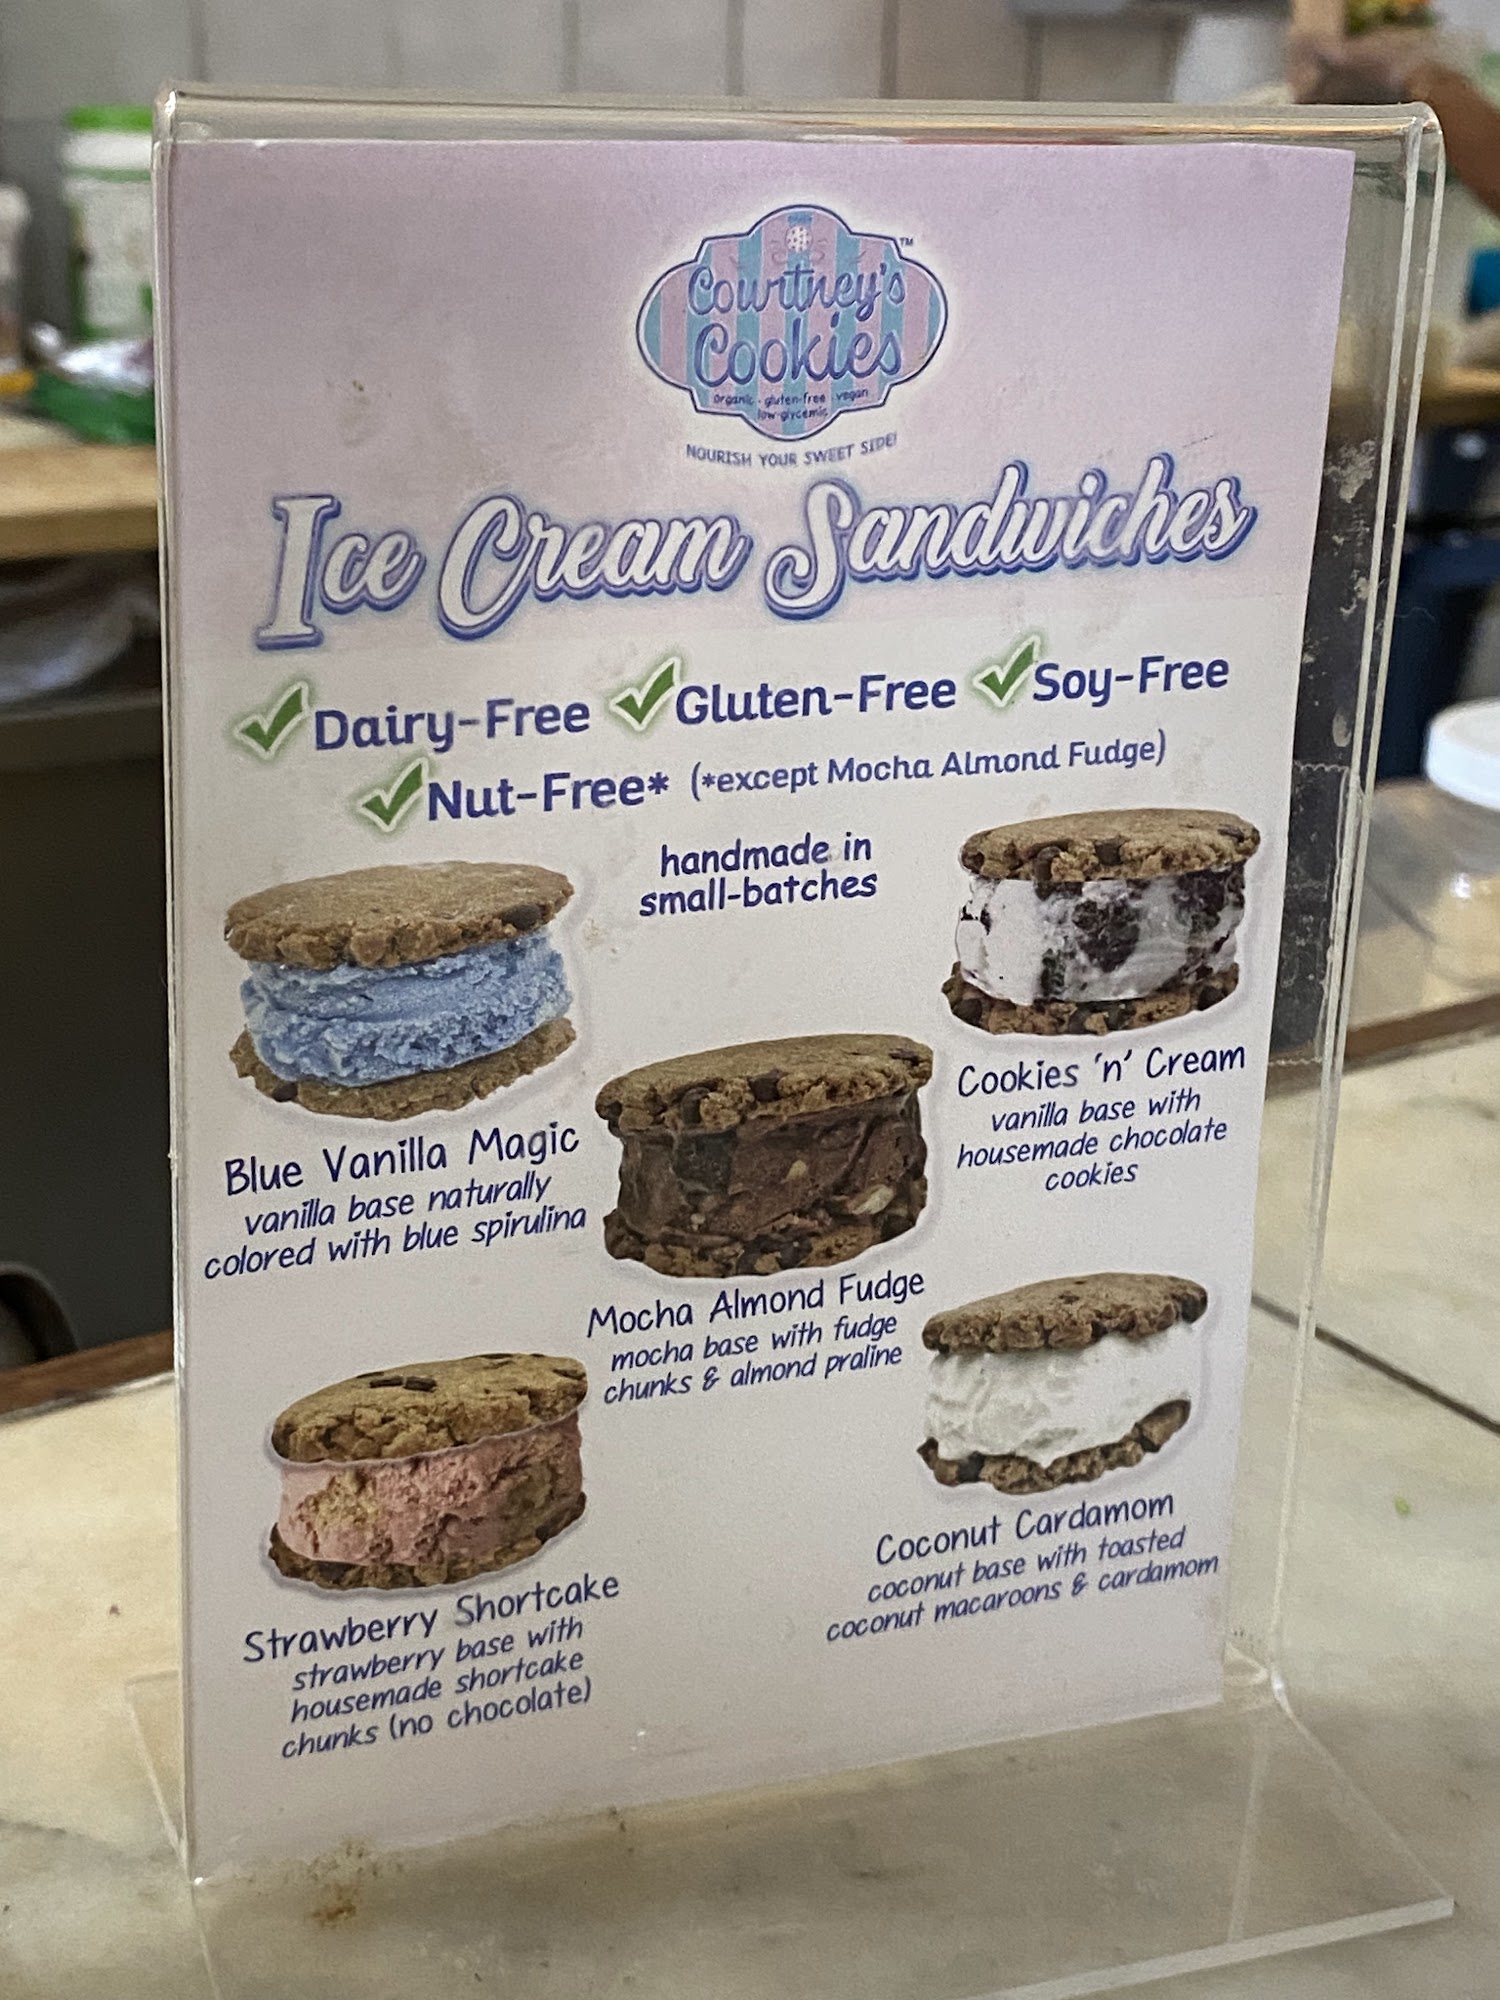 Courtney's
Cookies
TM
organic · gluten-free vegan
low-glycemic
NOURISH YOUR SWEET SIDE!
Ice Cream Sandwiches
Dairy-Free Gluten-Free Soy-Free
Nut-Free* (*except Mocha Almond Fudge)
handmade in
small-batches
Blue Vanilla Magic
vanilla base naturally
colored with blue spirulina
Cookies 'n' Cream
vanilla base with
housemade chocolate
cookies
Mocha Almond Fudge
mocha base with fudge
chunks & almond praline
Strawberry Shortcake
strawberry base with
housemade shortcake
chunks (no chocolate)
Coconut Cardamom
coconut base with toasted
coconut macaroons & cardamom